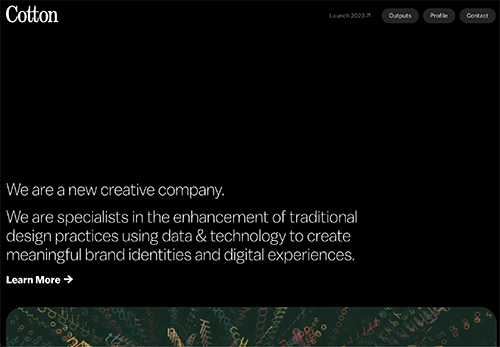 Cotton
Launch 2023 ↗
Outputs
Profile
Contact
We are a new creative company.
We are specialists in the enhancement of traditional
design practices using data & technology to create
meaningful brand identities and digital experiences.
Learn More →